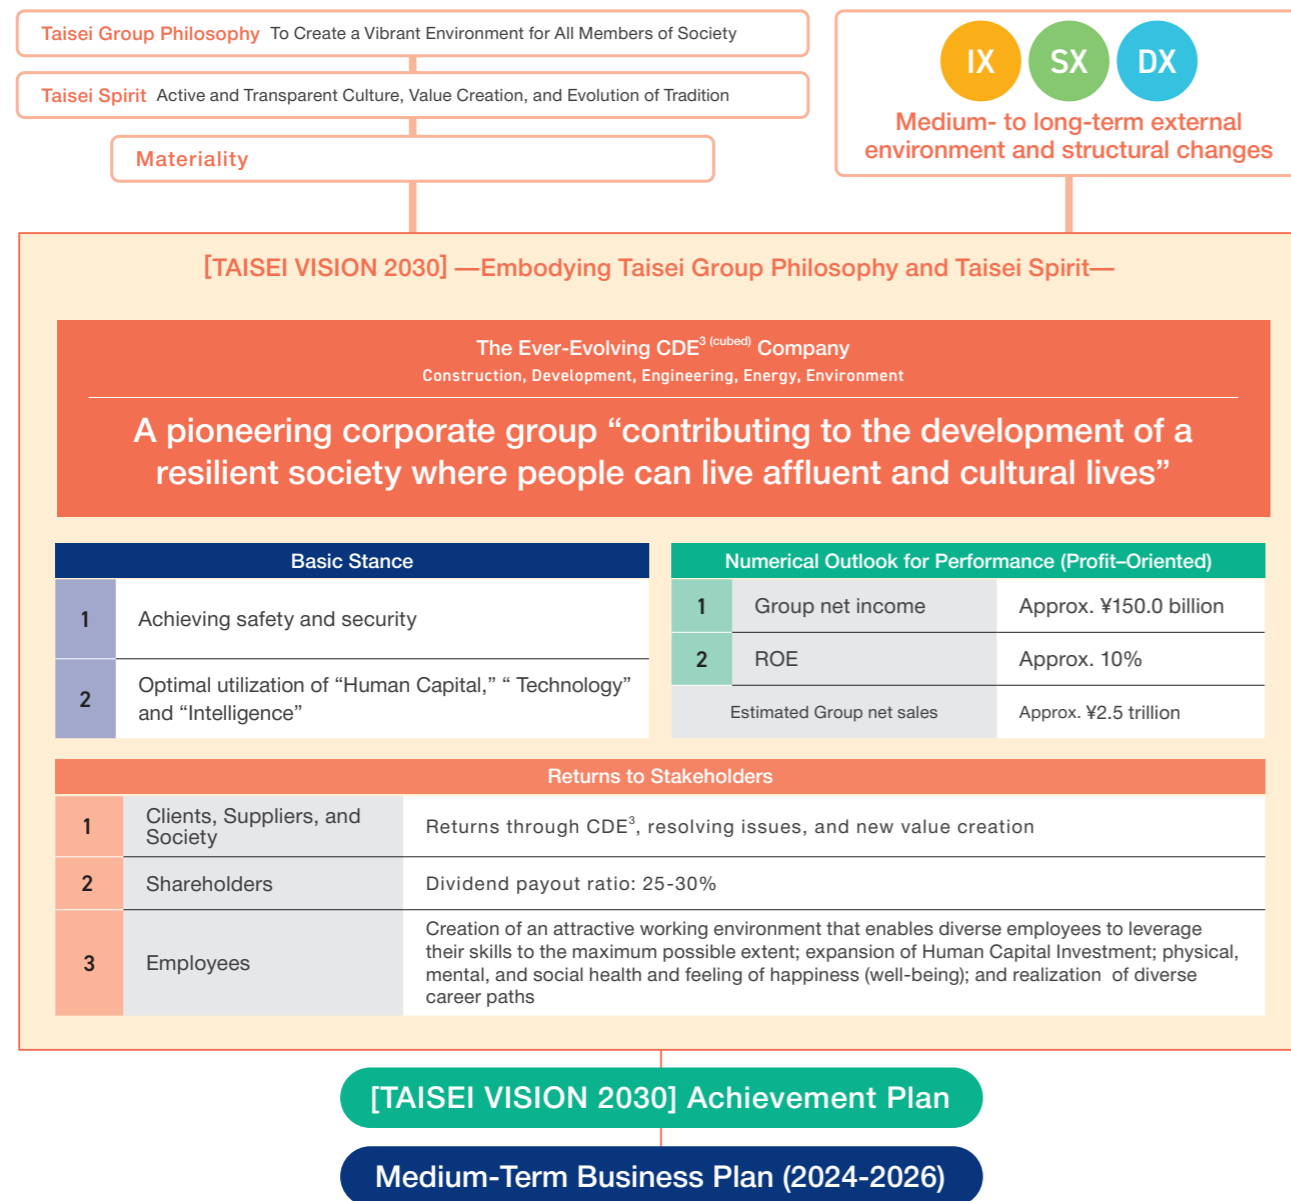 Taisei Group Philosophy To Create a Vibrant Environment for All Members of Society
Taisei Spirit Active and Transparent Culture, Value Creation, and Evolution of Tradition
Materiality
IX SX DX
Medium- to long-term external
environment and structural changes
[TAISEI VISION 2030] —Embodying Taisei Group Philosophy and Taisei Spirit—
The Ever-Evolving CDE³ (cubed) Company
Construction, Development, Engineering, Energy, Environment
A pioneering corporate group “contributing to the development of a
resilient society where people can live affluent and cultural lives”
Basic Stance
1 Achieving safety and security
2 Optimal utilization of “Human Capital,” “ Technology”
and “Intelligence”
Numerical Outlook for Performance (Profit–Oriented)
1 Group net income Approx. ¥150.0 billion
2 ROE Approx. 10%
Estimated Group net sales Approx. ¥2.5 trillion
Returns to Stakeholders
1 Clients, Suppliers, and
Society
Returns through CDE³, resolving issues, and new value creation
2 Shareholders Dividend payout ratio: 25-30%
3 Employees
Creation of an attractive working environment that enables diverse employees to leverage
their skills to the maximum possible extent; expansion of Human Capital Investment; physical,
mental, and social health and feeling of happiness (well-being); and realization of diverse
career paths
[TAISEI VISION 2030] Achievement Plan
Medium-Term Business Plan (2024-2026)